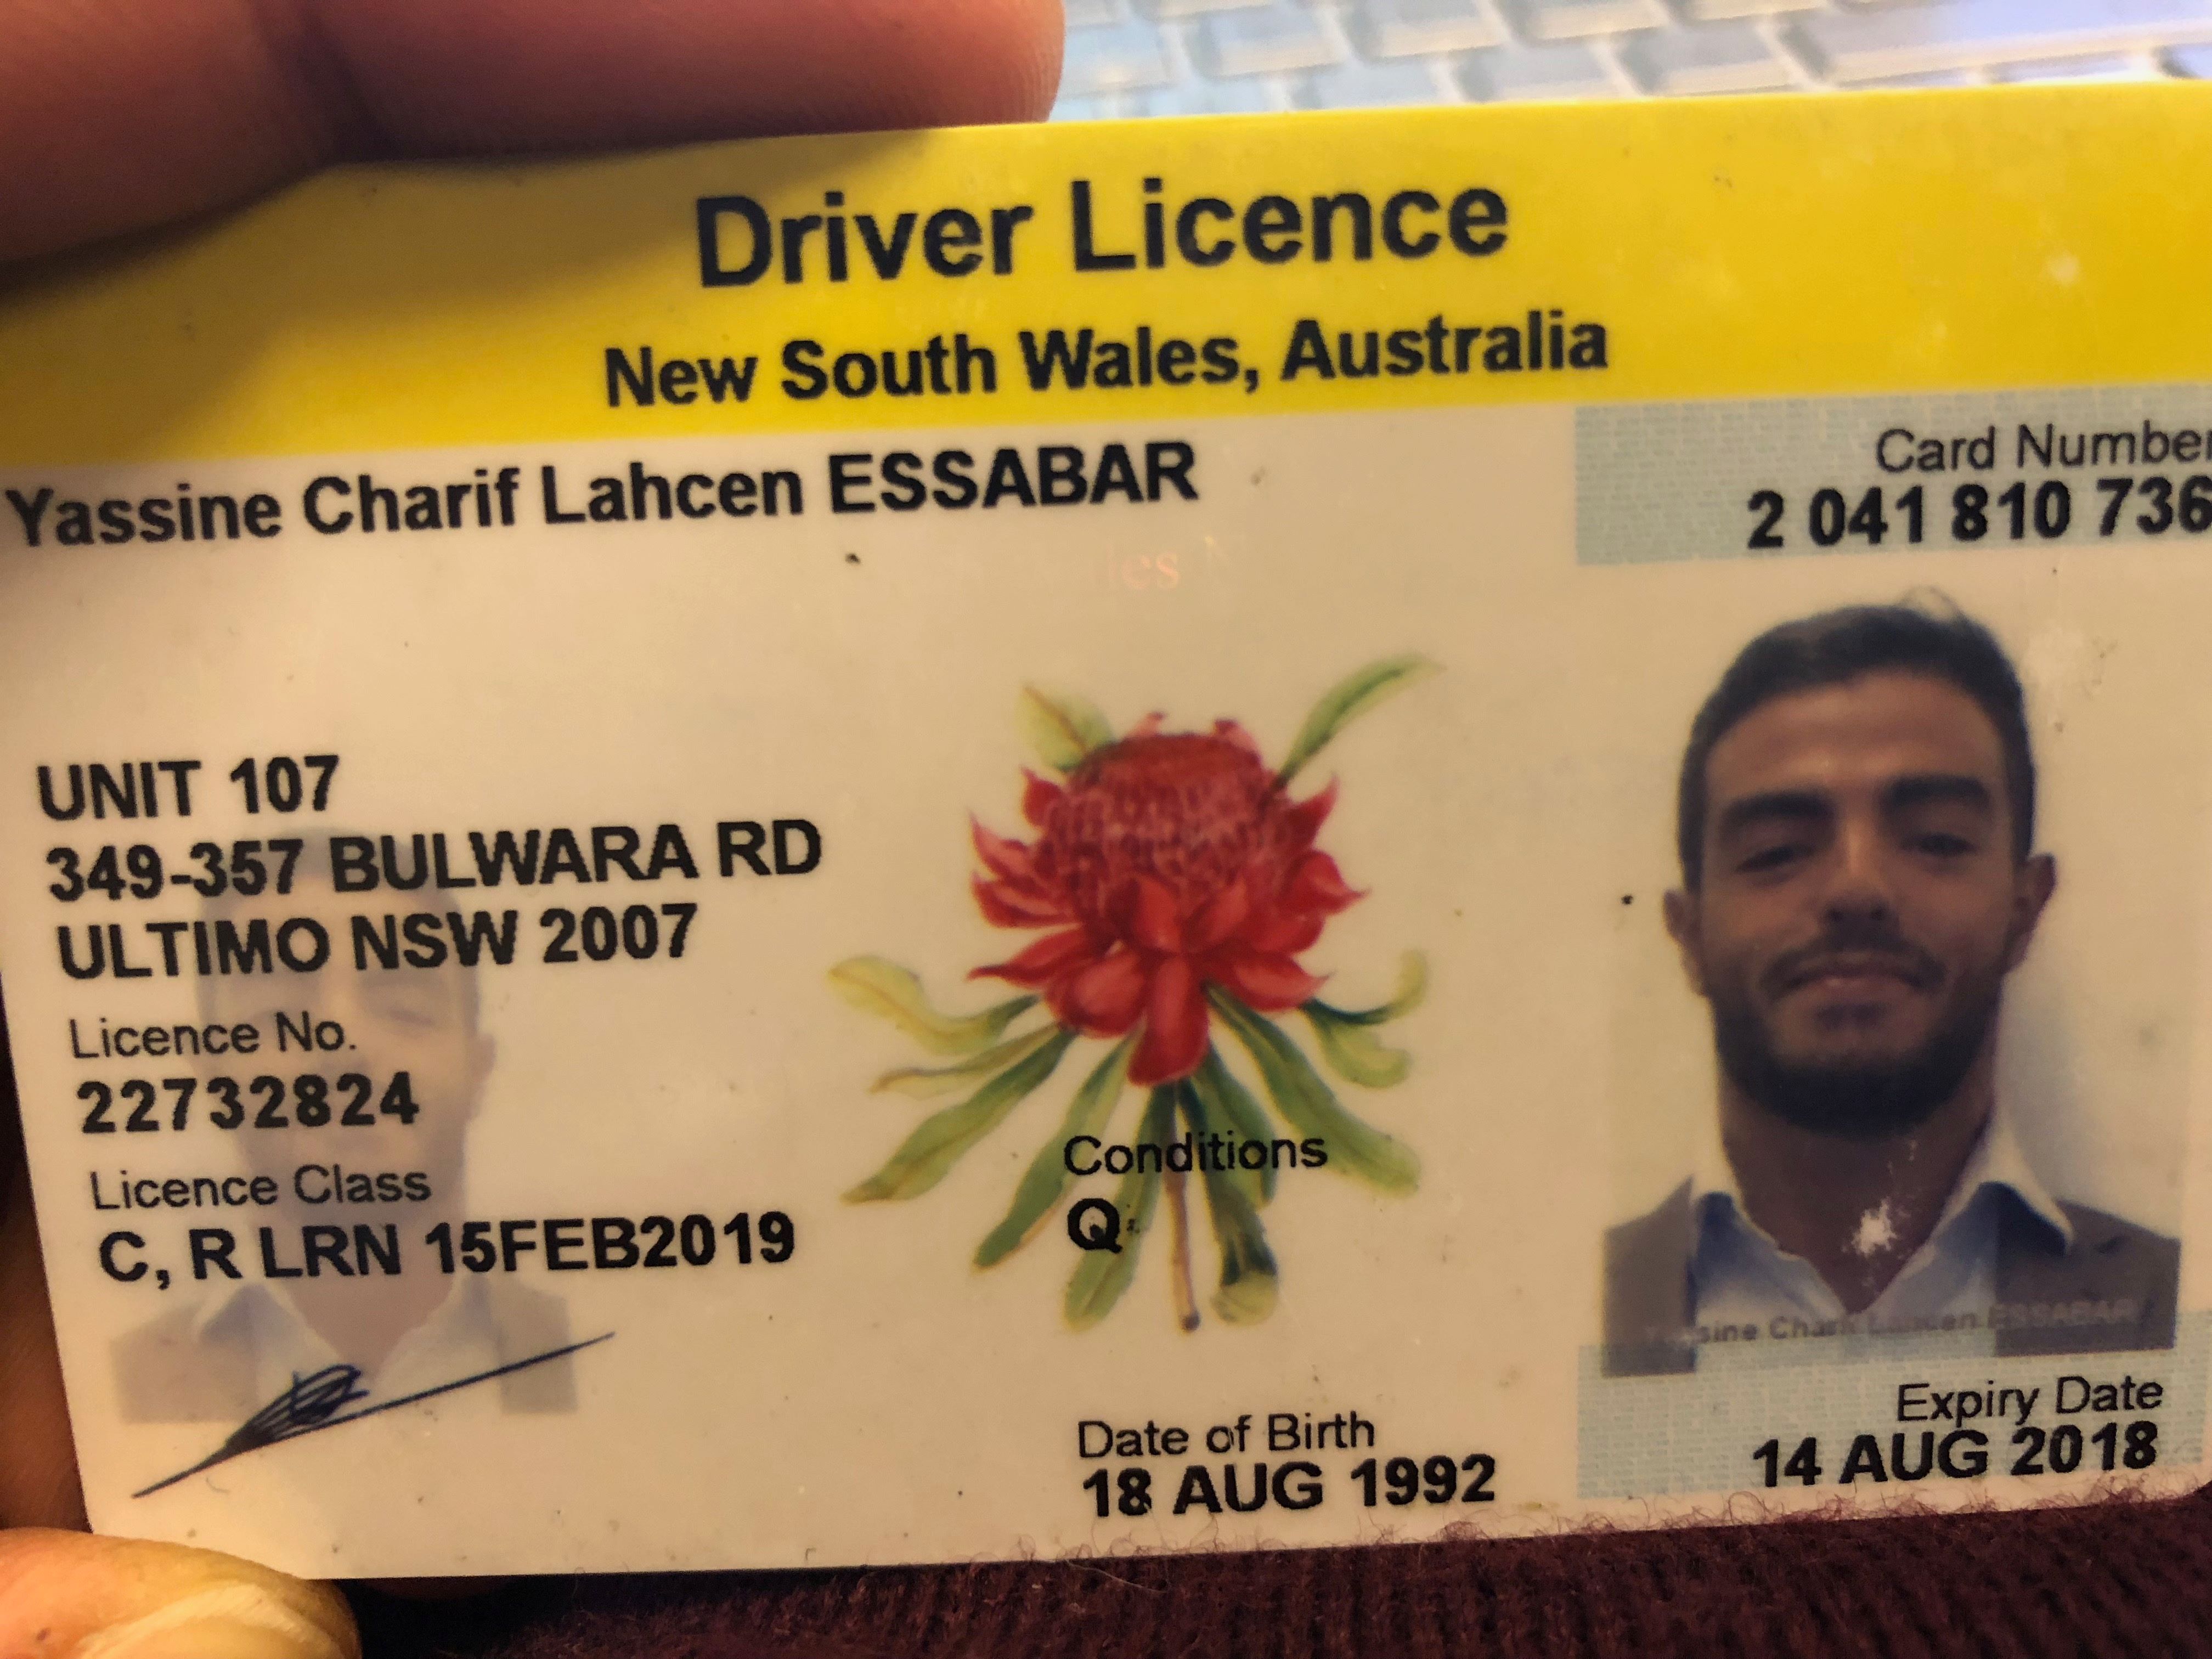 Driver Licence
New South Wales, Australia
Yassine Charif Lahcen ESSABAR
Card Number
2 041 810 736
UNIT 107
349-357 BULWARA RD
ULTIMO NSW 2007
Licence No.
22732824
Licence Class
C, R LRN 15FEB2019
Conditions
Q
Yassine Charif Lahcen ESSABAR
Date of Birth
18 AUG 1992
Expiry Date
14 AUG 2018